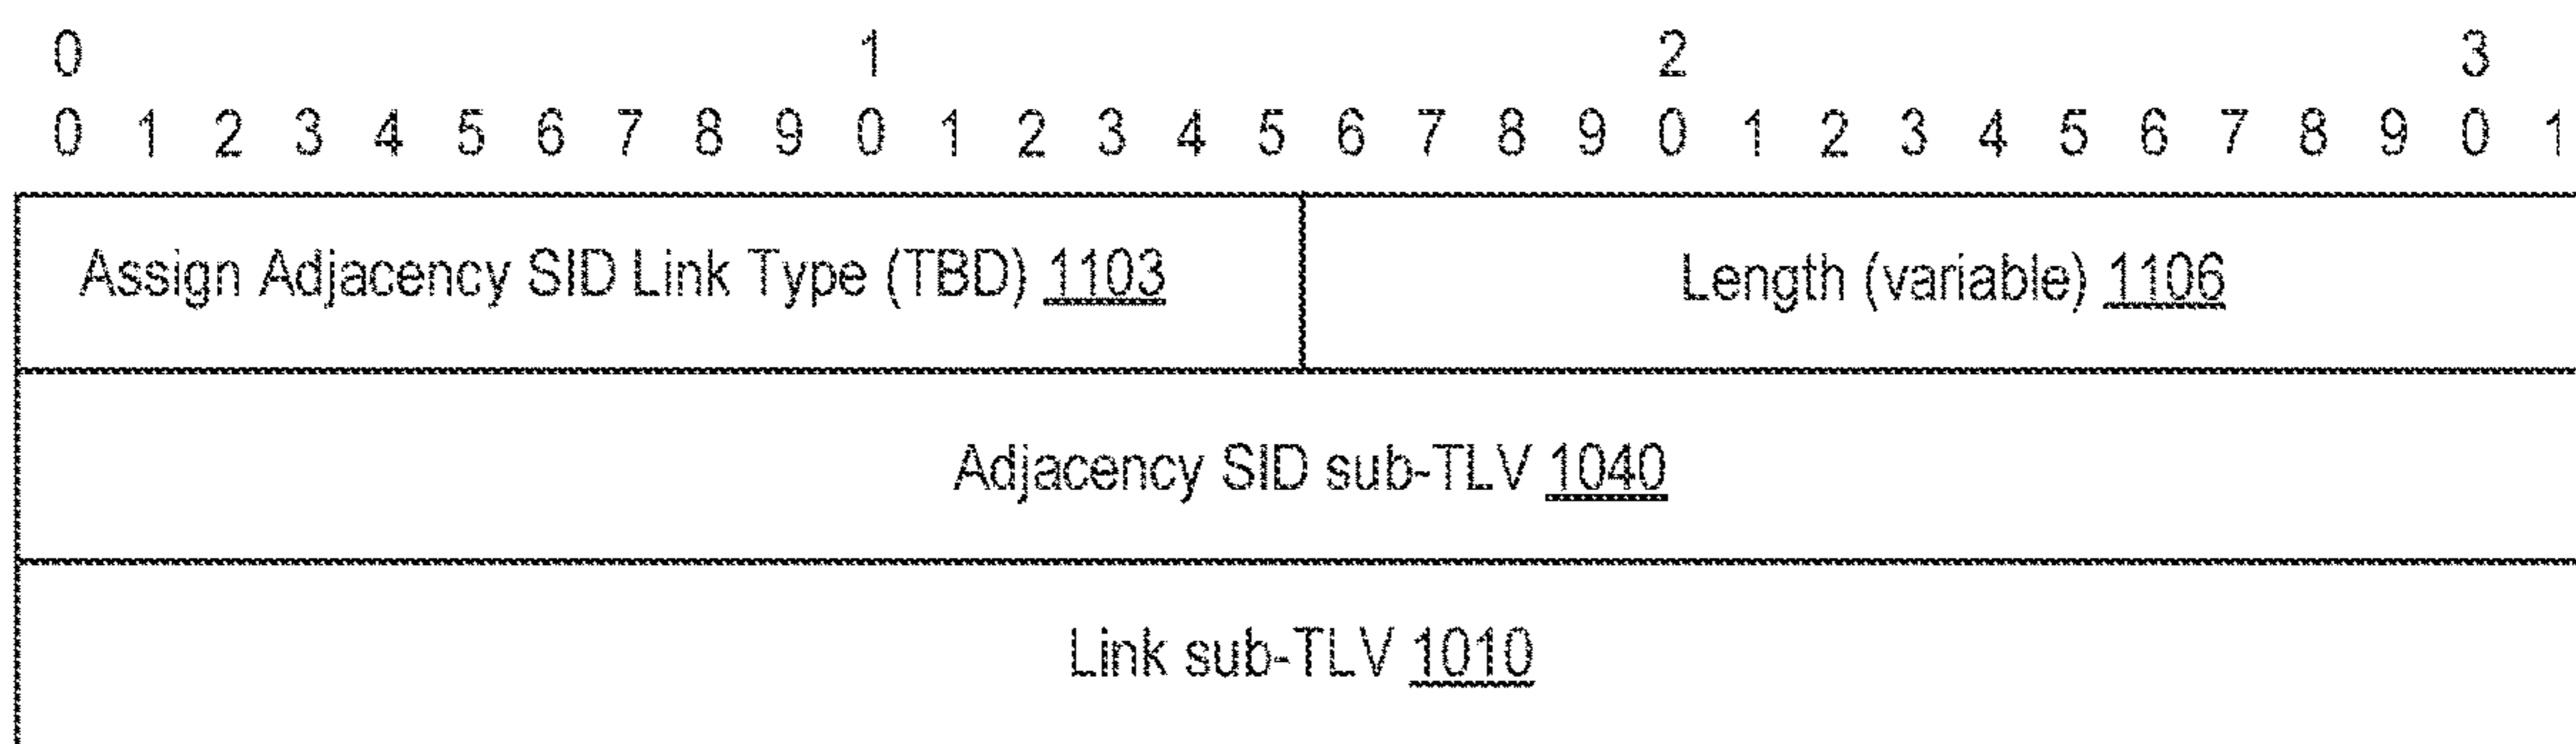 0 1 2 3
0 1 2 3 4 5 6 7 8 9 0 1 2 3 4 5 6 7 8 9 0 1 2 3 4 5 6 7 8 9 0 1
Assign Adjacency SID Link Type (TBD) 1103 Length (variable) 1106
Adjacency SID sub-TLV 1040
Link sub-TLV 1010